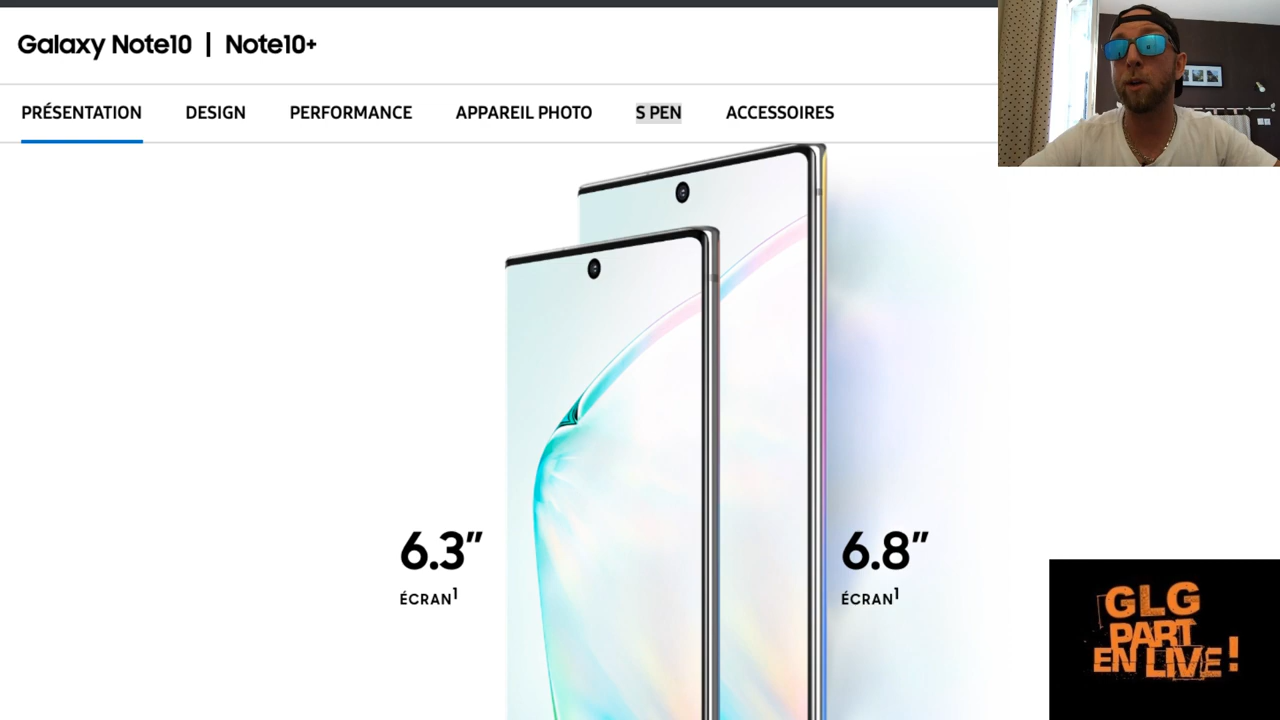 Galaxy Note10 | Note10+
PRÉSENTATION DESIGN PERFORMANCE APPAREIL PHOTO S PEN ACCESSOIRES
6.3″
ÉCRAN1
6.8″
ÉCRAN1
GLG
PART
EN LIVE !